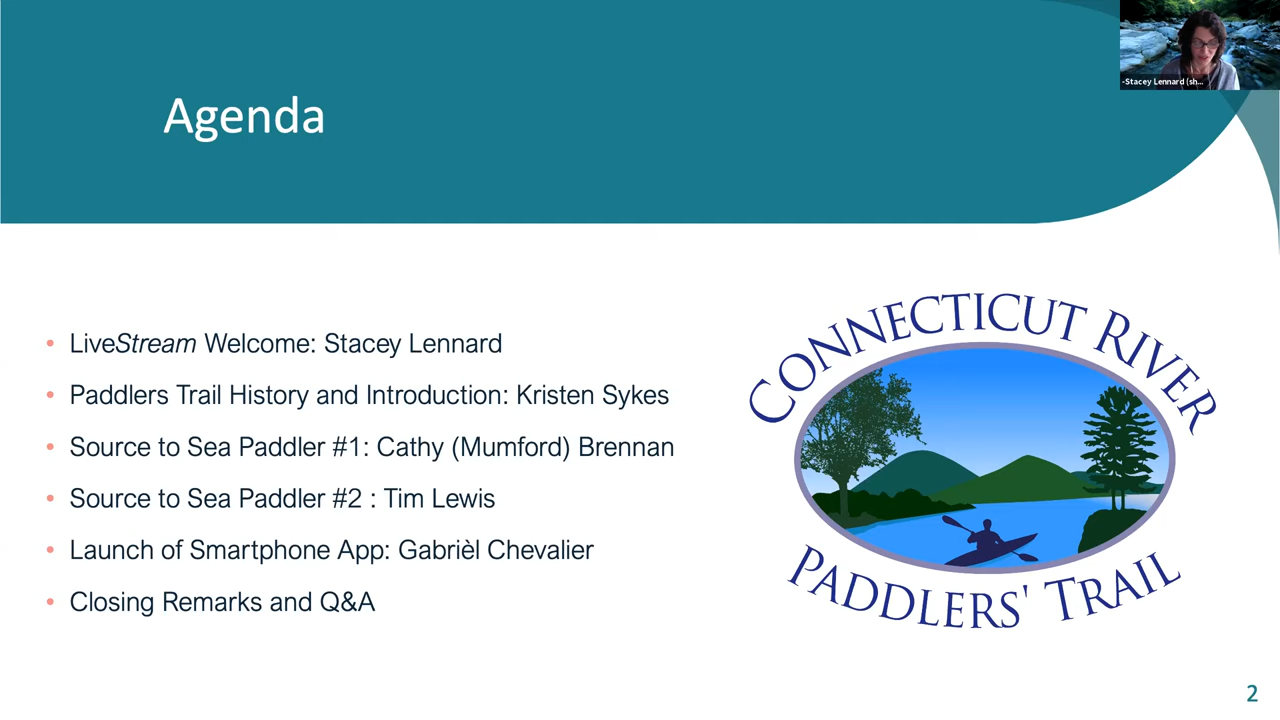 -Stacey Lennard (sh...
Agenda
• LiveStream Welcome: Stacey Lennard
• Paddlers Trail History and Introduction: Kristen Sykes
• Source to Sea Paddler #1: Cathy (Mumford) Brennan
• Source to Sea Paddler #2 : Tim Lewis
• Launch of Smartphone App: Gabrièl Chevalier
• Closing Remarks and Q&A
CONNECTICUT RIVER
PADDLERS' TRAIL
2